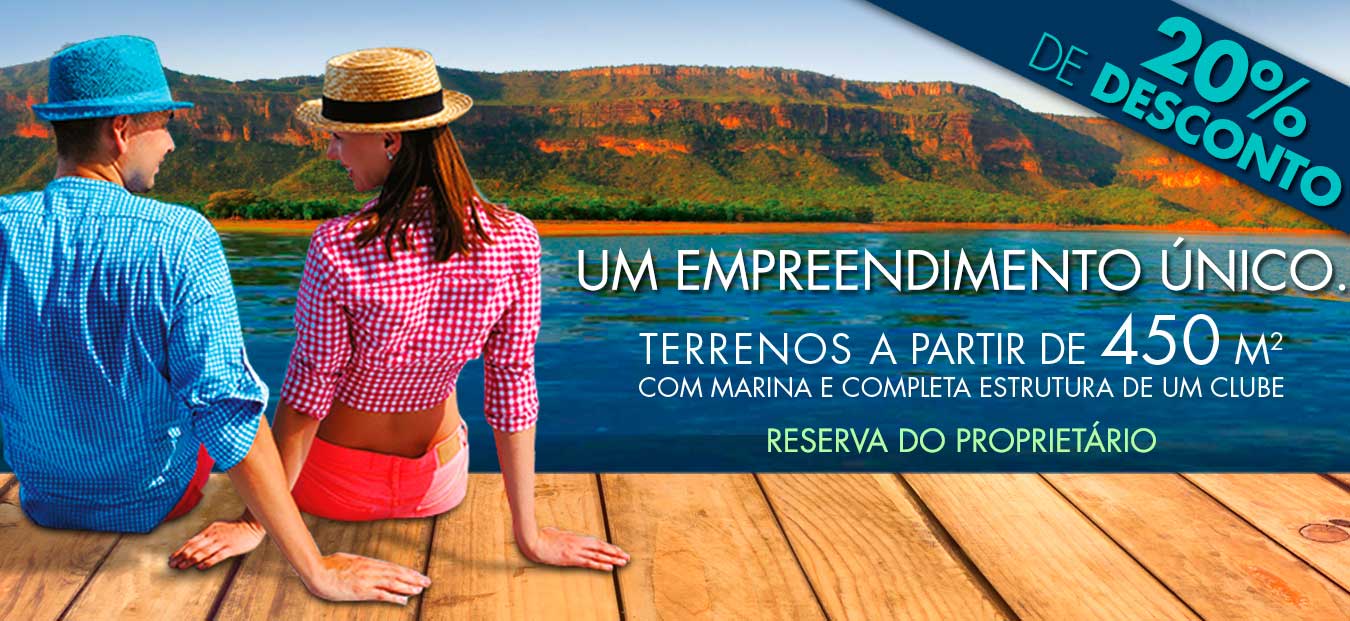 20%
DE DESCONTO
UM EMPREENDIMENTO ÚNICO.
TERRENOS A PARTIR DE 450 M²
COM MARINA E COMPLETA ESTRUTURA DE UM CLUBE
RESERVA DO PROPRIETÁRIO